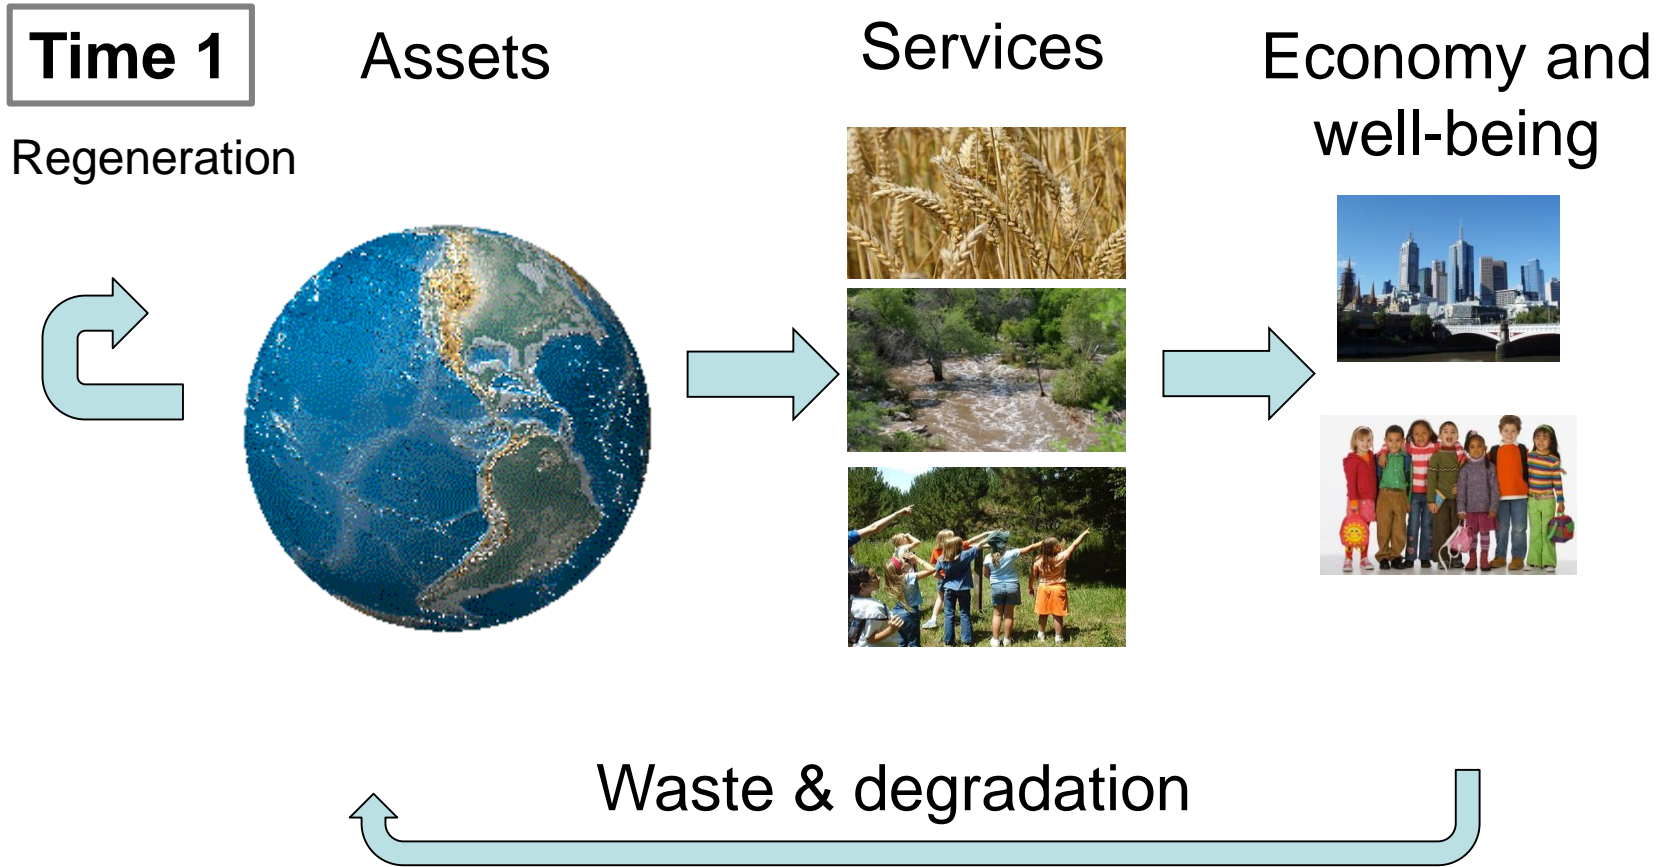 Time 1
Assets
Services
Economy and
well-being
Regeneration
Waste & degradation